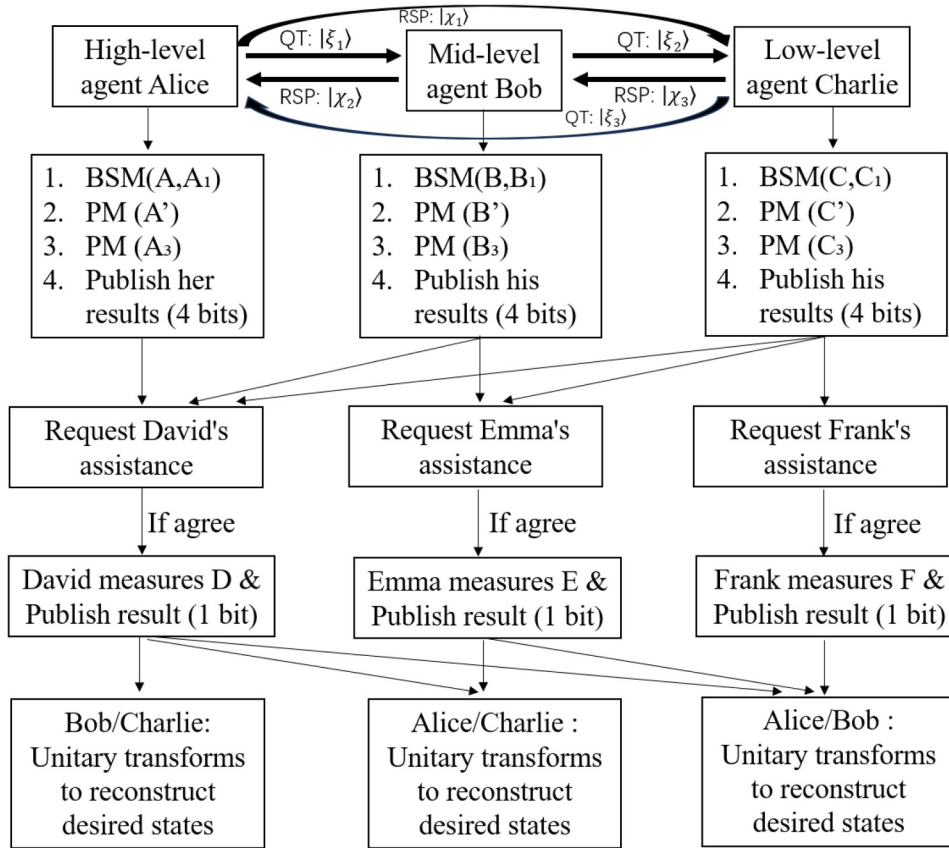 RSP: |χ₁⟩
High-level
agent Alice
QT: |ξ₁⟩
RSP: |χ₂⟩
Mid-level
agent Bob
QT: |ξ₂⟩
RSP: |χ₃⟩
QT: |ξ₃⟩
Low-level
agent Charlie
1. BSM(A,A₁)
2. PM (A’)
3. PM (A₃)
4. Publish her
results (4 bits)
1. BSM(B,B₁)
2. PM (B’)
3. PM (B₃)
4. Publish his
results (4 bits)
1. BSM(C,C₁)
2. PM (C’)
3. PM (C₃)
4. Publish his
results (4 bits)
Request David's
assistance
Request Emma's
assistance
Request Frank's
assistance
If agree
If agree
If agree
David measures D &
Publish result (1 bit)
Emma measures E &
Publish result (1 bit)
Frank measures F &
Publish result (1 bit)
Bob/Charlie:
Unitary transforms
to reconstruct
desired states
Alice/Charlie :
Unitary transforms
to reconstruct
desired states
Alice/Bob :
Unitary transforms
to reconstruct
desired states